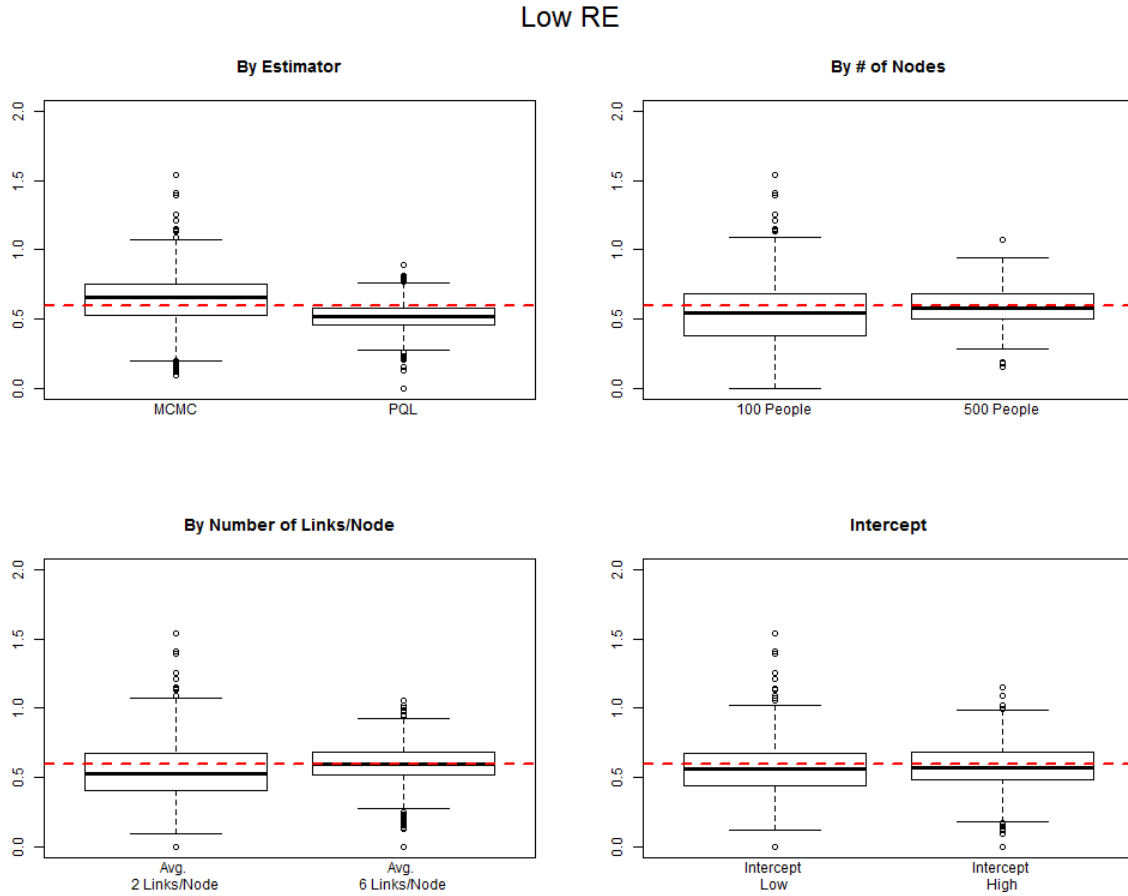 Low RE
By Estimator
2.0
1.5
1.0
0.5
0.0
MCMC
PQL
By # of Nodes
2.0
1.5
1.0
0.5
0.0
100 People
500 People
By Number of Links/Node
2.0
1.5
1.0
0.5
0.0
Avg.
2 Links/Node
Avg.
6 Links/Node
Intercept
2.0
1.5
1.0
0.5
0.0
Intercept
Low
Intercept
High